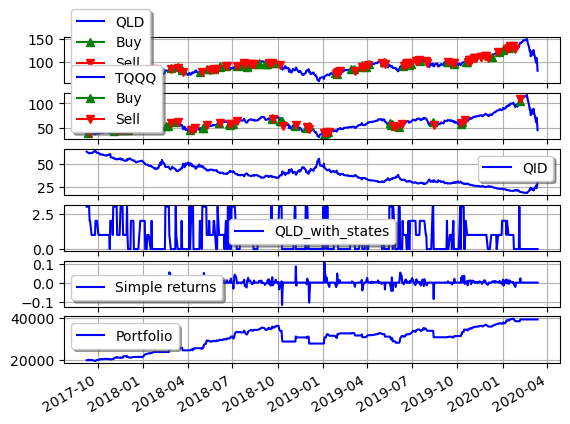 QLD
Buy
Sell
150
100
TQQQ
Buy
Sell
100
50
QID
50
25
QLD_with_states
2.5
0.0
Simple returns
0.1
0.0
−0.1
Portfolio
40000
20000
2017-10
2018-01
2018-04
2018-07
2018-10
2019-01
2019-04
2019-07
2019-10
2020-01
2020-04